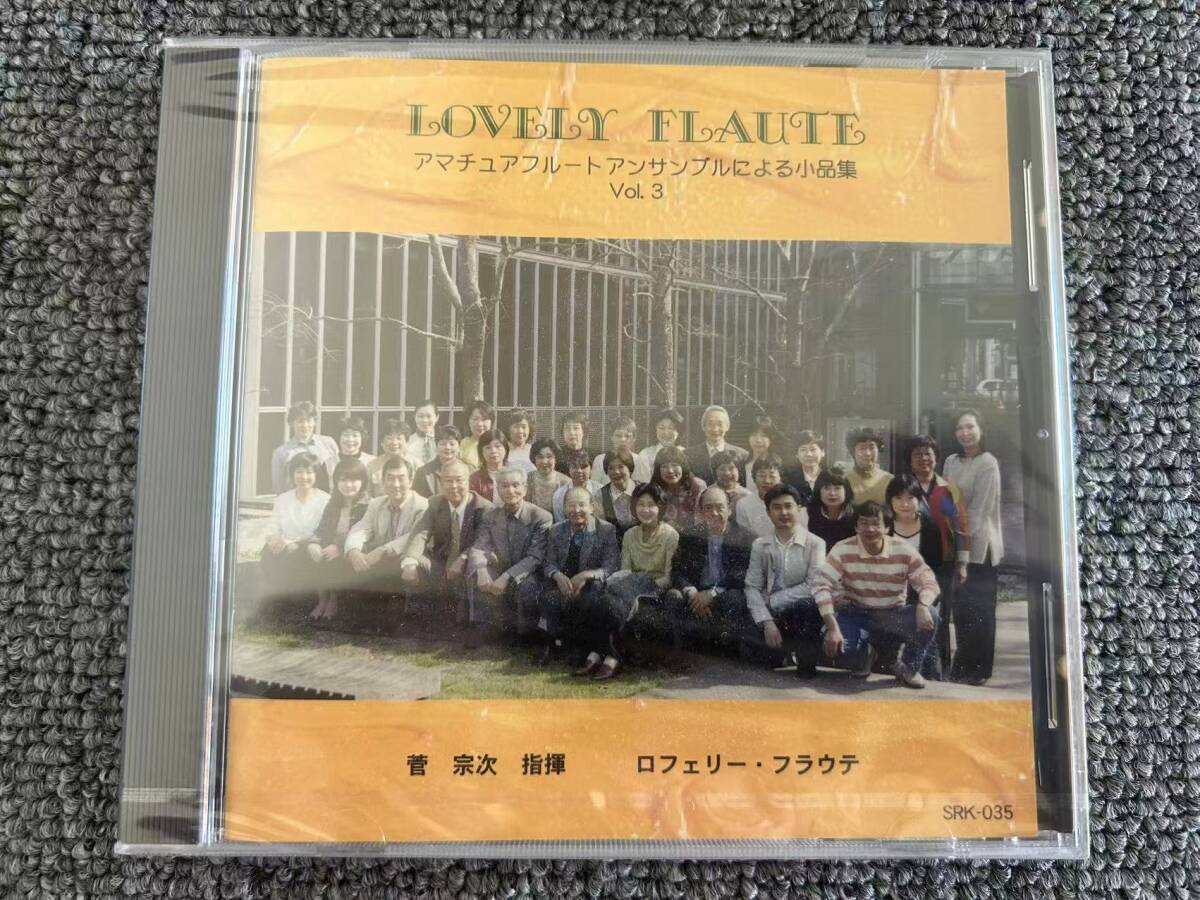 LOVELY FLAUTE
アマチュアフルートアンサンブルによる小品集
Vol. 3
菅 宗次 指揮 ロフェリー・フラウテ
SRK-035